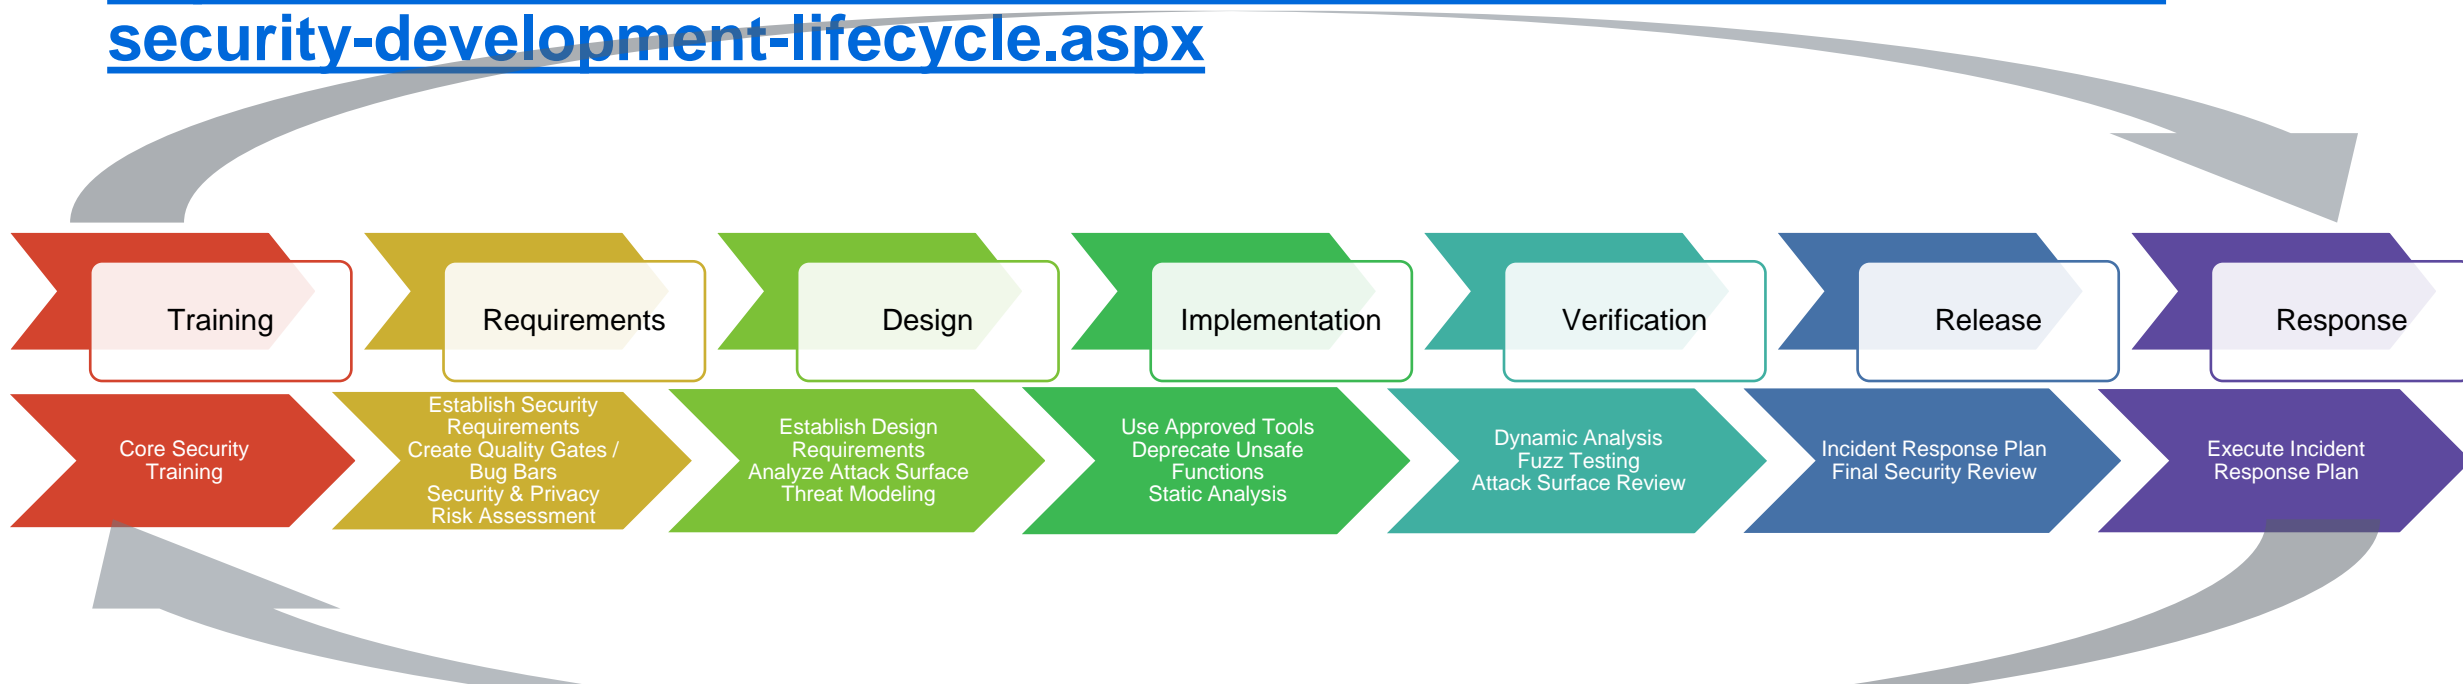 security-development-lifecycle.aspx
Training
Requirements
Design
Implementation
Verification
Release
Response
Core Security
Training
Establish Security
Requirements
Create Quality Gates /
Bug Bars
Security & Privacy
Risk Assessment
Establish Design
Requirements
Analyze Attack Surface
Threat Modeling
Use Approved Tools
Deprecate Unsafe
Functions
Static Analysis
Dynamic Analysis
Fuzz Testing
Attack Surface Review
Incident Response Plan
Final Security Review
Execute Incident
Response Plan